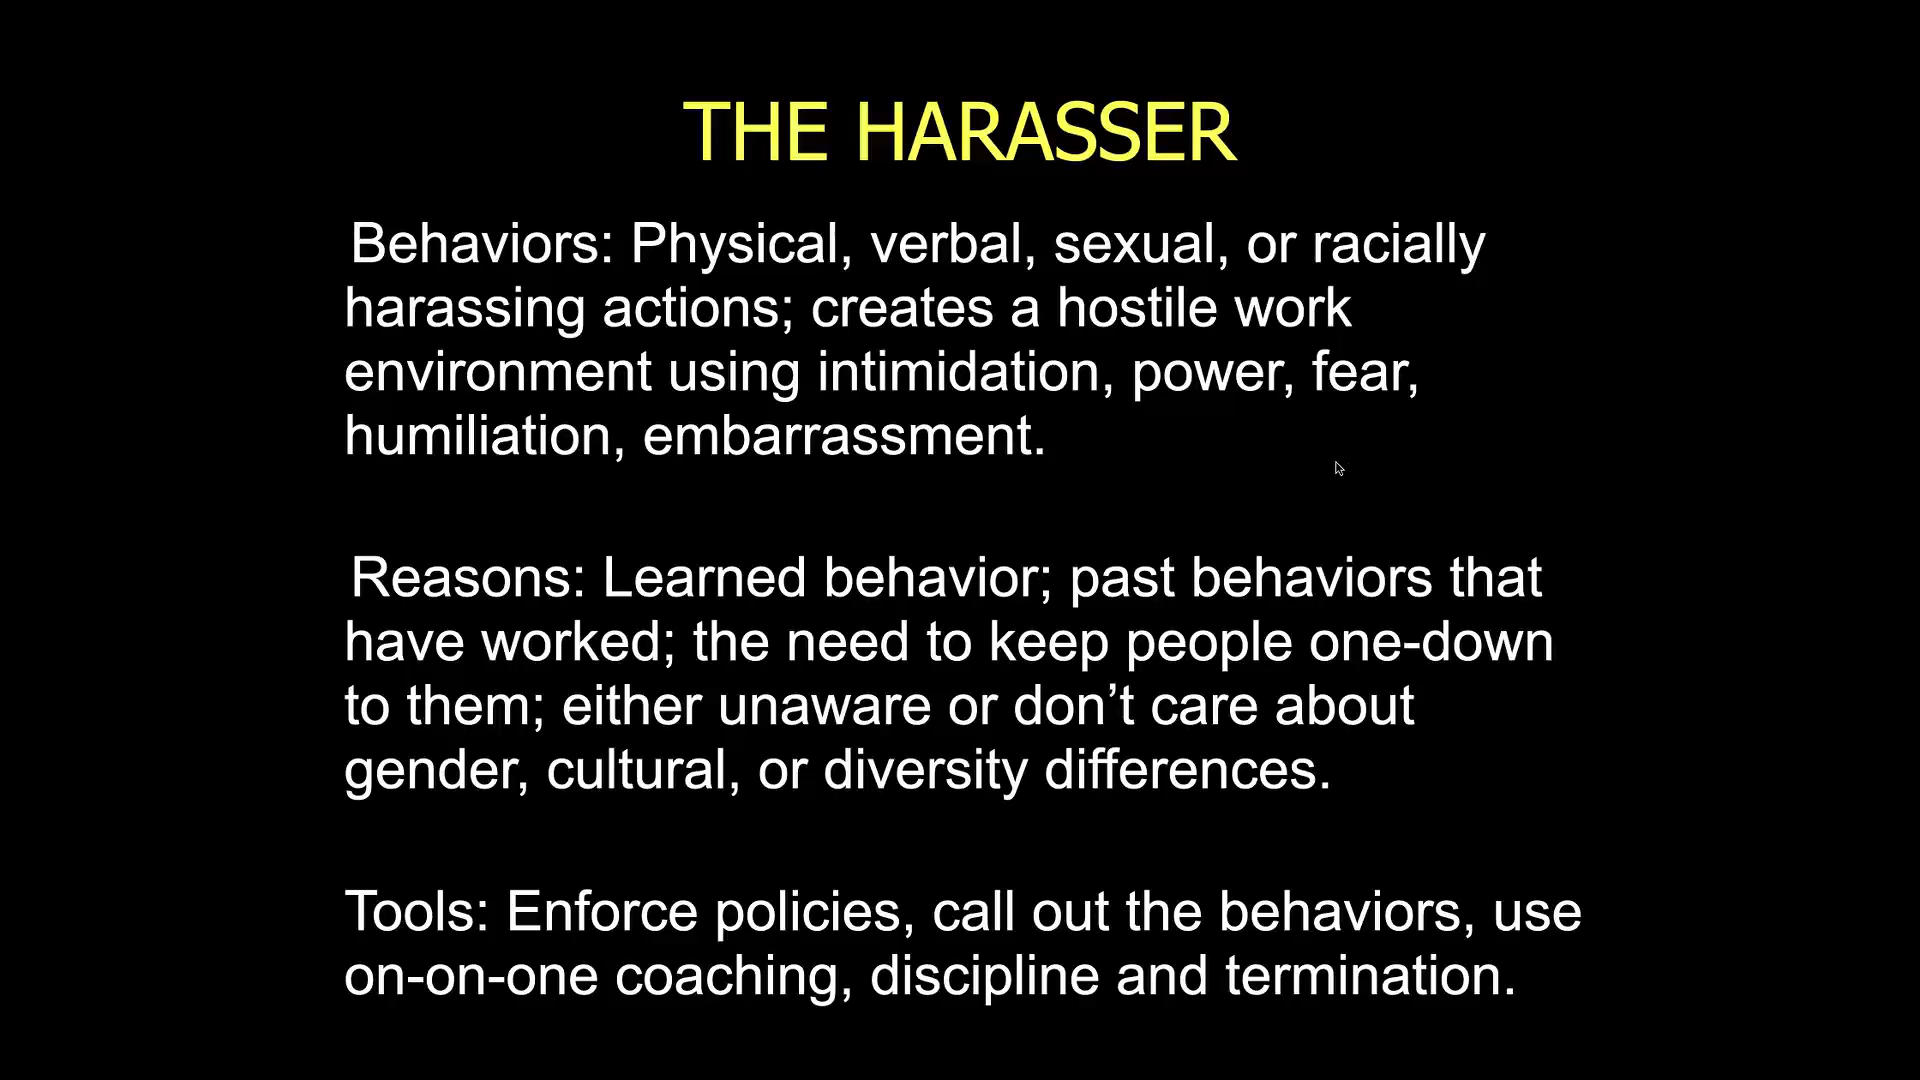 THE HARASSER
Behaviors: Physical, verbal, sexual, or racially
harassing actions; creates a hostile work
environment using intimidation, power, fear,
humiliation, embarrassment.
Reasons: Learned behavior; past behaviors that
have worked; the need to keep people one-down
to them; either unaware or don’t care about
gender, cultural, or diversity differences.
Tools: Enforce policies, call out the behaviors, use
on-on-one coaching, discipline and termination.